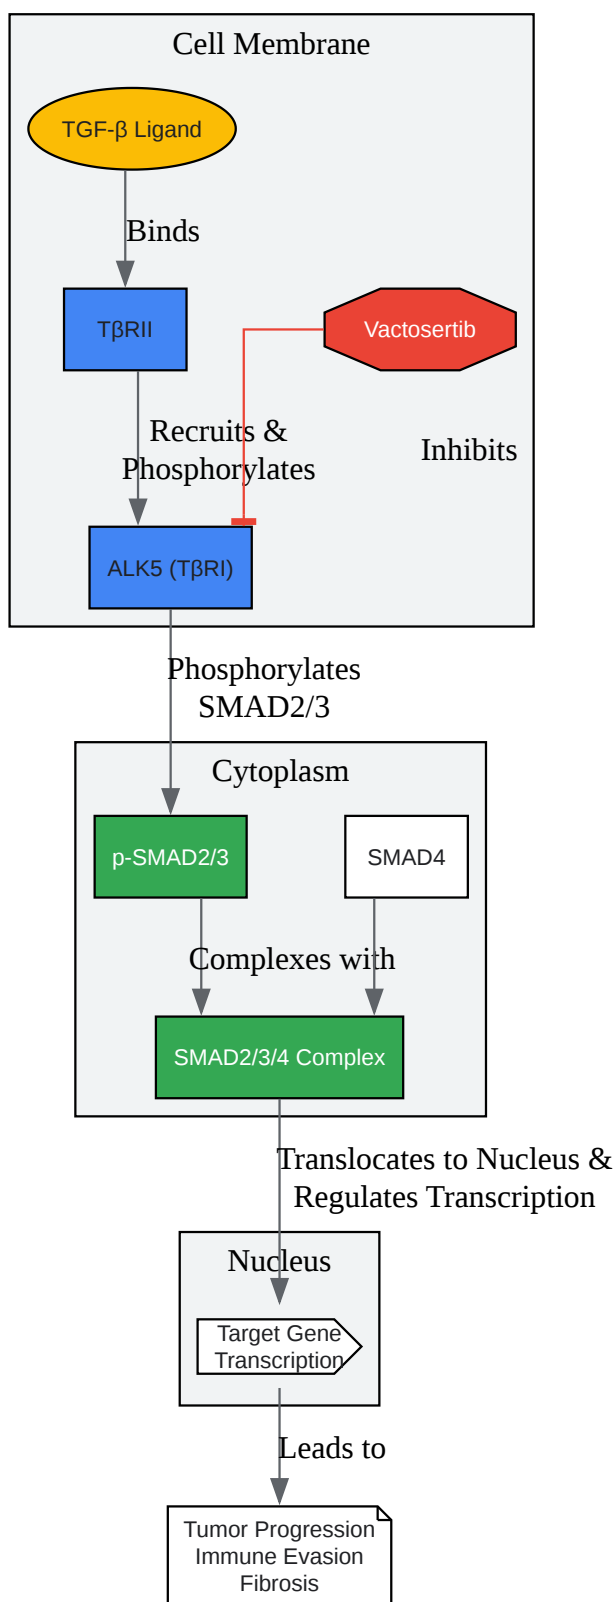 Cell Membrane
TGF-β Ligand
Binds
TβRII
Vactosertib
Recruits &
Phosphorylates
Inhibits
ALK5 (TβRI)
Phosphorylates
SMAD2/3
Cytoplasm
p-SMAD2/3
SMAD4
Complexes with
SMAD2/3/4 Complex
Translocates to Nucleus &
Regulates Transcription
Nucleus
Target Gene
Transcription
Leads to
Tumor Progression
Immune Evasion
Fibrosis